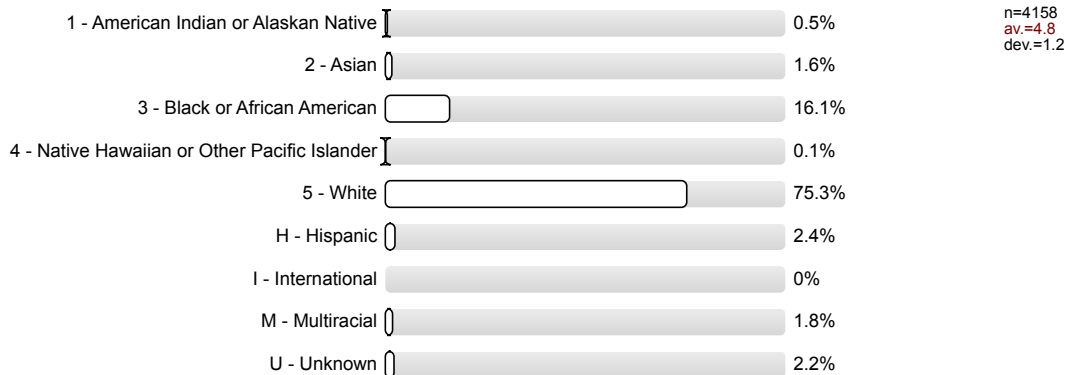 1 - American Indian or Alaskan Native 0.5%
n=4158
av.=4.8
dev.=1.2
2 - Asian 1.6%
3 - Black or African American 16.1%
4 - Native Hawaiian or Other Pacific Islander 0.1%
5 - White 75.3%
H - Hispanic 2.4%
I - International 0%
M - Multiracial 1.8%
U - Unknown 2.2%